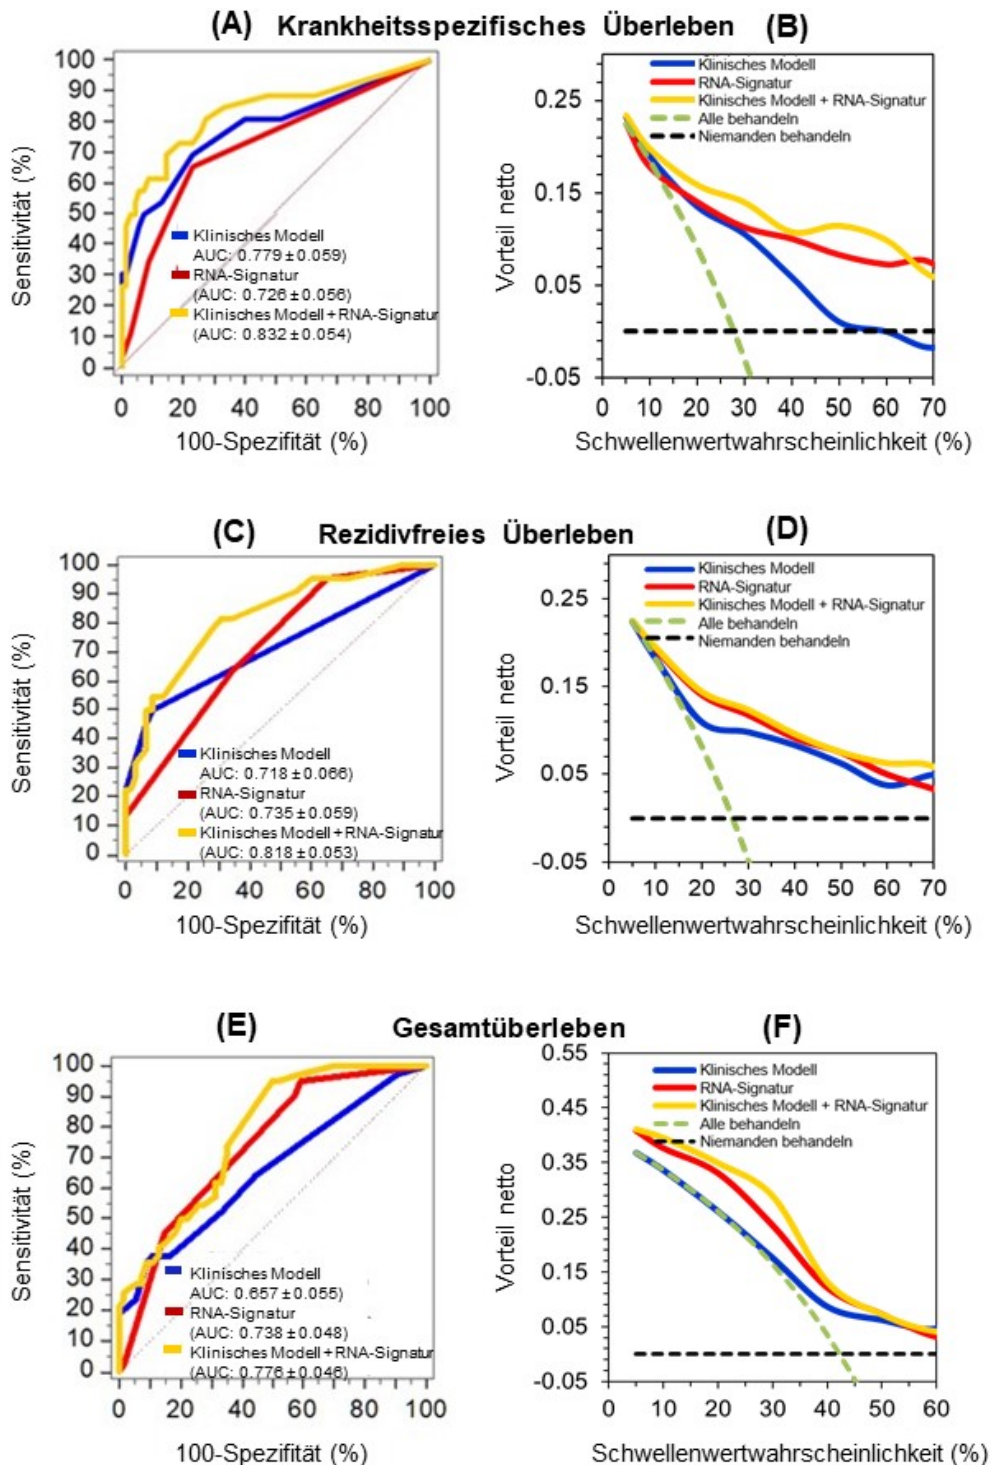 (A) Krankheitsspezifisches Überleben (B)
Sensitivität (%)
100
90
80
70
60
50
40
30
20
10
0
Klinisches Modell
AUC: 0.779±0.059)
RNA-Signatur
(AUC: 0.726±0.056)
Klinisches Modell+RNA-Signatur
(AUC: 0.832±0.054)
0 20 40 60 80 100
100-Spezifität (%)
Vorteil netto
0.25
0.15
0.05
-0.05
Klinisches Modell
RNA-Signatur
Klinisches Modell + RNA-Signatur
Alle behandeln
Niemanden behandeln
0 10 20 30 40 50 60 70
Schwellenwertwahrscheinlichkeit (%)
(C) Rezidivfreies Überleben (D)
Sensitivität (%)
100
90
80
70
60
50
40
30
20
10
0
Klinisches Modell
AUC: 0.718±0.066)
RNA-Signatur
(AUC: 0.735±0.059)
Klinisches Modell+RNA-Signatur
(AUC: 0.818±0.053)
0 20 40 60 80 100
100-Spezifität (%)
Vorteil netto
0.25
0.15
0.05
-0.05
Klinisches Modell
RNA-Signatur
Klinisches Modell + RNA-Signatur
Alle behandeln
Niemanden behandeln
0 10 20 30 40 50 60 70
Schwellenwertwahrscheinlichkeit (%)
(E) Gesamtüberleben (F)
Sensitivität (%)
100
90
80
70
60
50
40
30
20
10
0
Klinisches Modell
AUC: 0.657±0.055)
RNA-Signatur
(AUC: 0.738±0.048)
Klinisches Modell+RNA-Signatur
(AUC: 0.776±0.046)
0 20 40 60 80 100
100-Spezifität (%)
Vorteil netto
0.55
0.45
0.35
0.25
0.15
0.05
-0.05
Klinisches Modell
RNA-Signatur
Klinisches Modell + RNA-Signatur
Alle behandeln
Niemanden behandeln
0 10 20 30 40 50 60
Schwellenwertwahrscheinlichkeit (%)